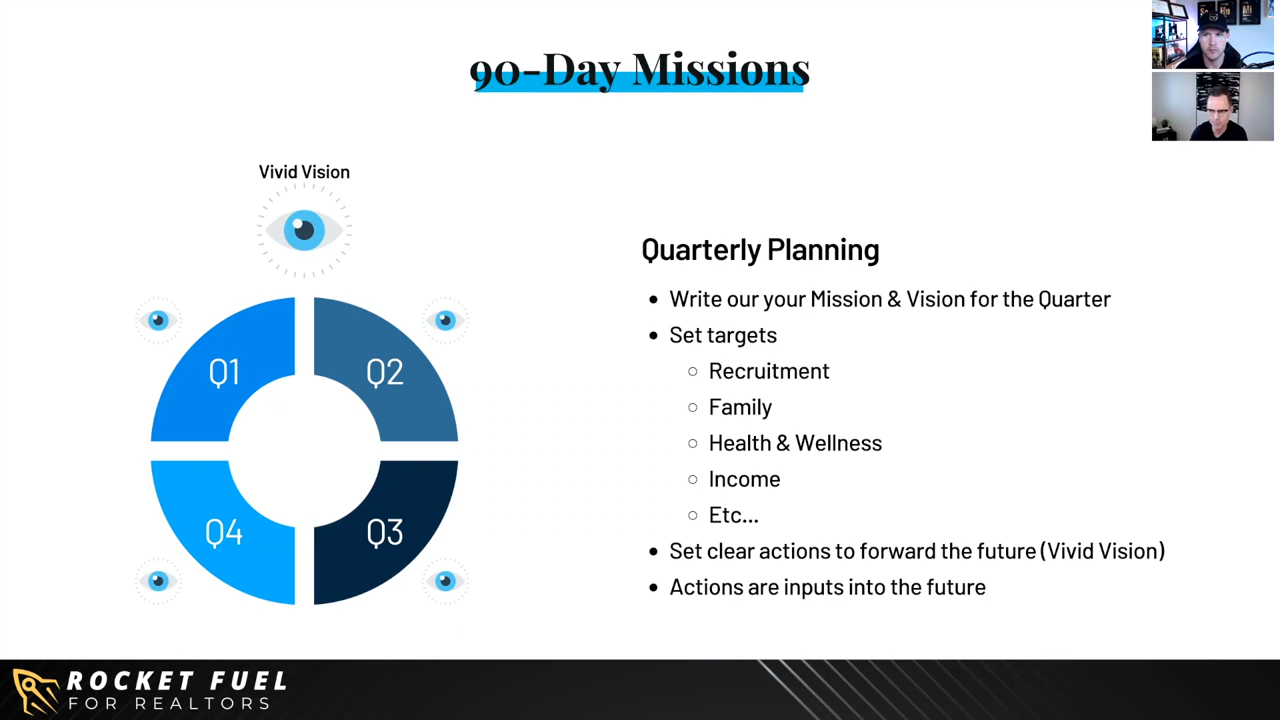 90-Day Missions
Vivid Vision
Q1
Q2
Q4
Q3
Quarterly Planning
Write our your Mission & Vision for the Quarter
Set targets
Recruitment
Family
Health & Wellness
Income
Etc...
Set clear actions to forward the future (Vivid Vision)
Actions are inputs into the future
ROCKET FUEL
FOR REALTORS